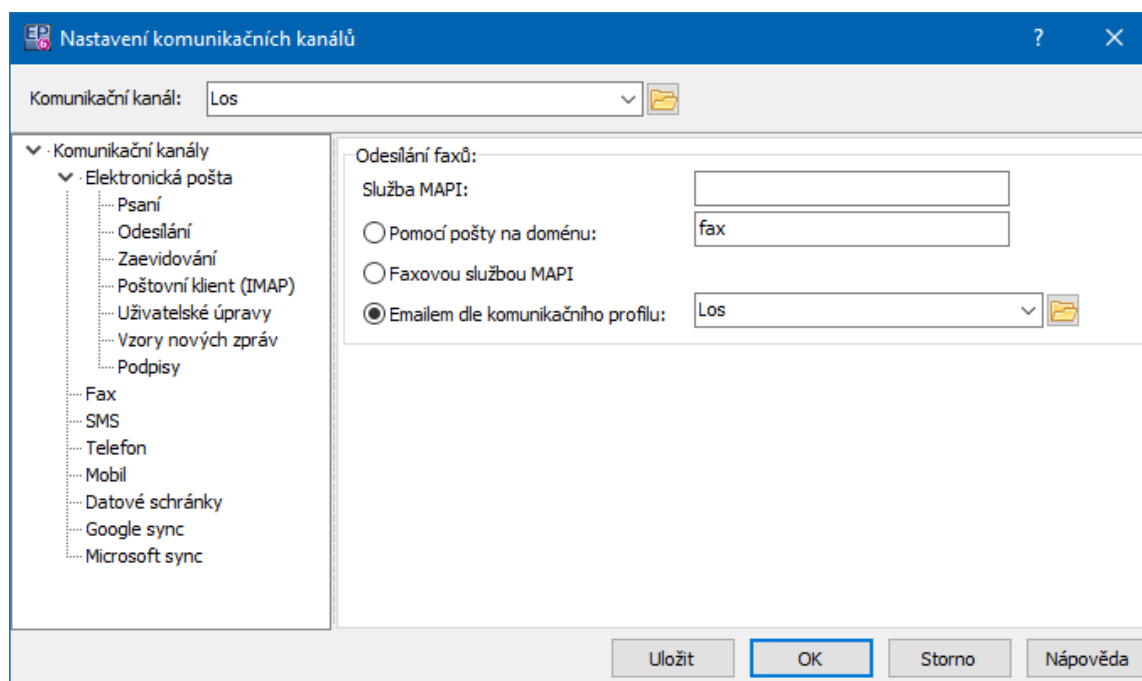 Nastavení komunikačních kanálů
Komunikační kanál: Los
Komunikační kanály
Elektronická pošta
Psaní
Odesílání
Zaevidování
Poštovní klient (IMAP)
Uživatelské úpravy
Vzory nových zpráv
Podpisy
Fax
SMS
Telefon
Mobil
Datové schránky
Google sync
Microsoft sync
Odesílání faxů:
Služba MAPI:
Pomocí pošty na doménu: fax
Faxovou službou MAPI
Emailem dle komunikačního profilu: Los
Uložit OK Storno Nápověda